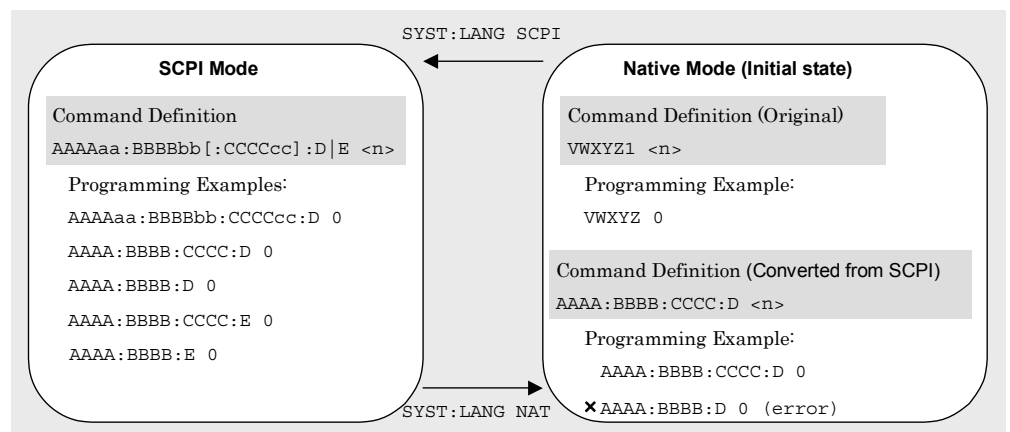 SYST:LANG SCPI
SCPI Mode
Command Definition
AAAAaa:BBBBbb[:CCCCcc]:D|E <n>
Programming Examples:
AAAAaa:BBBBbb:CCCCcc:D 0
AAAA:BBBB:CCCC:D 0
AAAA:BBBB:D 0
AAAA:BBBB:CCCC:E 0
AAAA:BBBB:E 0
Native Mode (Initial state)
Command Definition (Original)
VWXYZ1 <n>
Programming Example:
VWXYZ 0
Command Definition (Converted from SCPI)
AAAA:BBBB:CCCC:D <n>
Programming Example:
AAAA:BBBB:CCCC:D 0
×AAAA:BBBB:D 0 (error)
SYST:LANG NAT